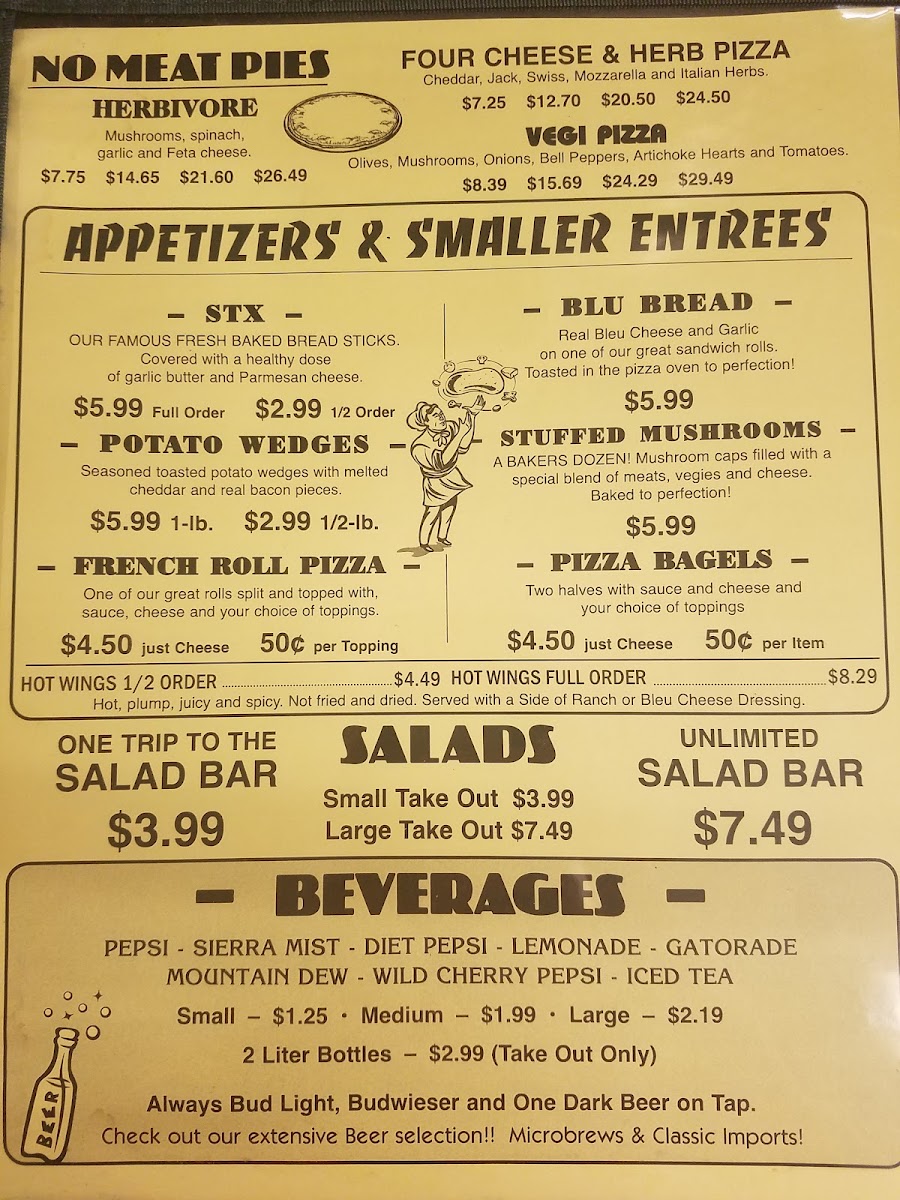 NO MEAT PIES
HERBIVORE
Mushrooms, spinach,
garlic and Feta cheese.
$7.75 $14.65 $21.60 $26.49
FOUR CHEESE & HERB PIZZA
Cheddar, Jack, Swiss, Mozzarella and Italian Herbs.
$7.25 $12.70 $20.50 $24.50
VEGI PIZZA
Olives, Mushrooms, Onions, Bell Peppers, Artichoke Hearts and Tomatoes.
$8.39 $15.69 $24.29 $29.49
APPETIZERS & SMALLER ENTREES
– STX –
OUR FAMOUS FRESH BAKED BREAD STICKS.
Covered with a healthy dose
of garlic butter and Parmesan cheese.
$5.99 Full Order $2.99 1/2 Order
– POTATO WEDGES –
Seasoned toasted potato wedges with melted
cheddar and real bacon pieces.
$5.99 1-lb. $2.99 1/2-lb.
– FRENCH ROLL PIZZA –
One of our great rolls split and topped with,
sauce, cheese and your choice of toppings.
$4.50 just Cheese 50¢ per Topping
– BLU BREAD –
Real Bleu Cheese and Garlic
on one of our great sandwich rolls.
Toasted in the pizza oven to perfection!
$5.99
– STUFFED MUSHROOMS –
A BAKERS DOZEN! Mushroom caps filled with a
special blend of meats, vegies and cheese.
Baked to perfection!
$5.99
– PIZZA BAGELS –
Two halves with sauce and cheese and
your choice of toppings
$4.50 just Cheese 50¢ per Item
HOT WINGS 1/2 ORDER ........ $4.49 HOT WINGS FULL ORDER ........ $8.29
Hot, plump, juicy and spicy. Not fried and dried. Served with a Side of Ranch or Bleu Cheese Dressing.
ONE TRIP TO THE
SALAD BAR
$3.99
SALADS
Small Take Out $3.99
Large Take Out $7.49
UNLIMITED
SALAD BAR
$7.49
– BEVERAGES –
PEPSI - SIERRA MIST - DIET PEPSI - LEMONADE - GATORADE
MOUNTAIN DEW - WILD CHERRY PEPSI - ICED TEA
Small – $1.25 • Medium – $1.99 • Large – $2.19
2 Liter Bottles – $2.99 (Take Out Only)
Always Bud Light, Budwieser and One Dark Beer on Tap.
Check out our extensive Beer selection!! Microbrews & Classic Imports!
BEER